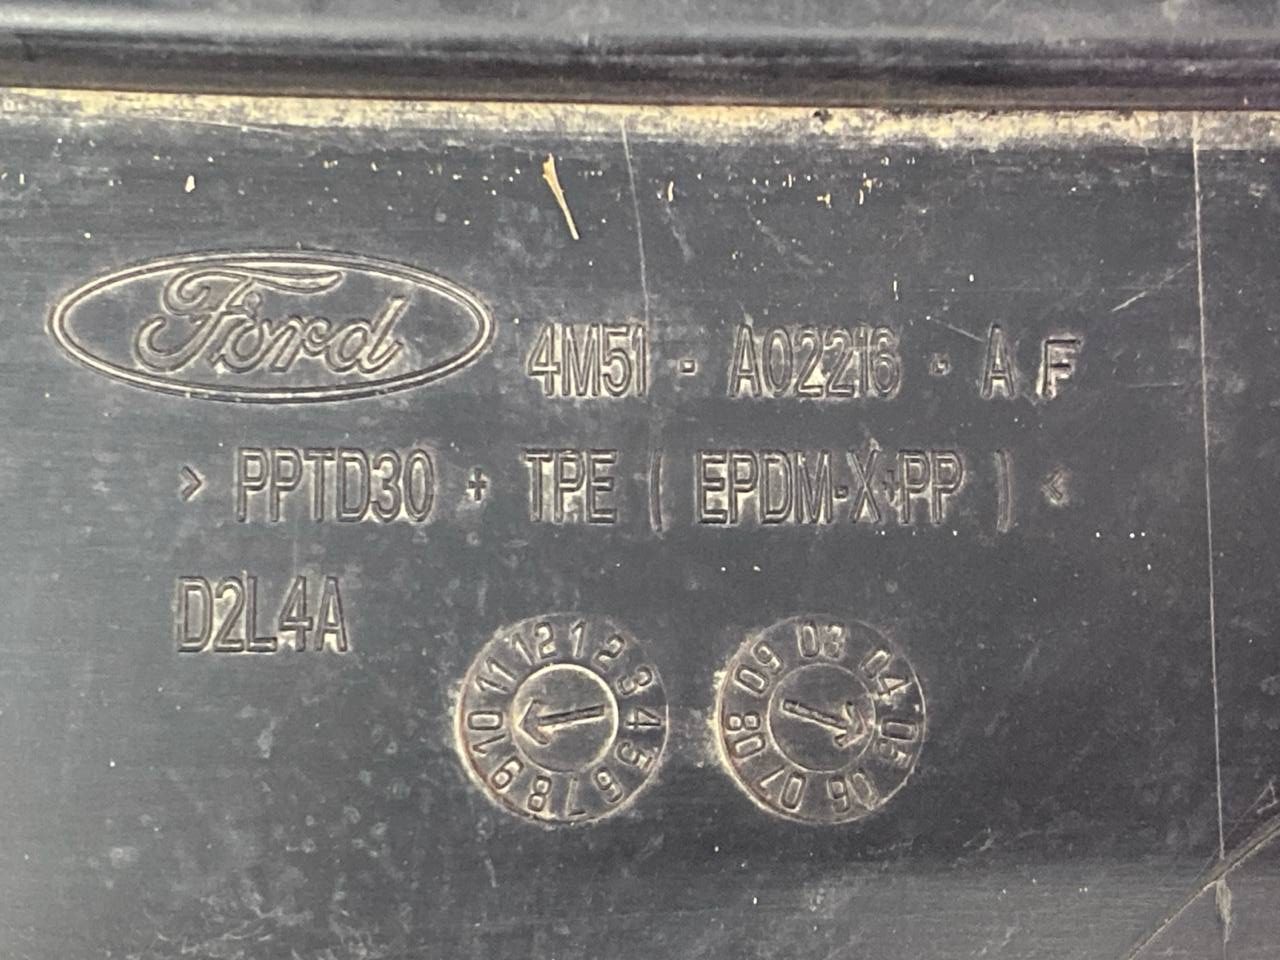 Ford
4M51 - A02216 - AF
> PPTD30 + TPE ( EPDM-X+PP ) <
D2L4A
12 1 2 3 4 5 6 7 8 9 10 11
03 04 05 06 07 08 09